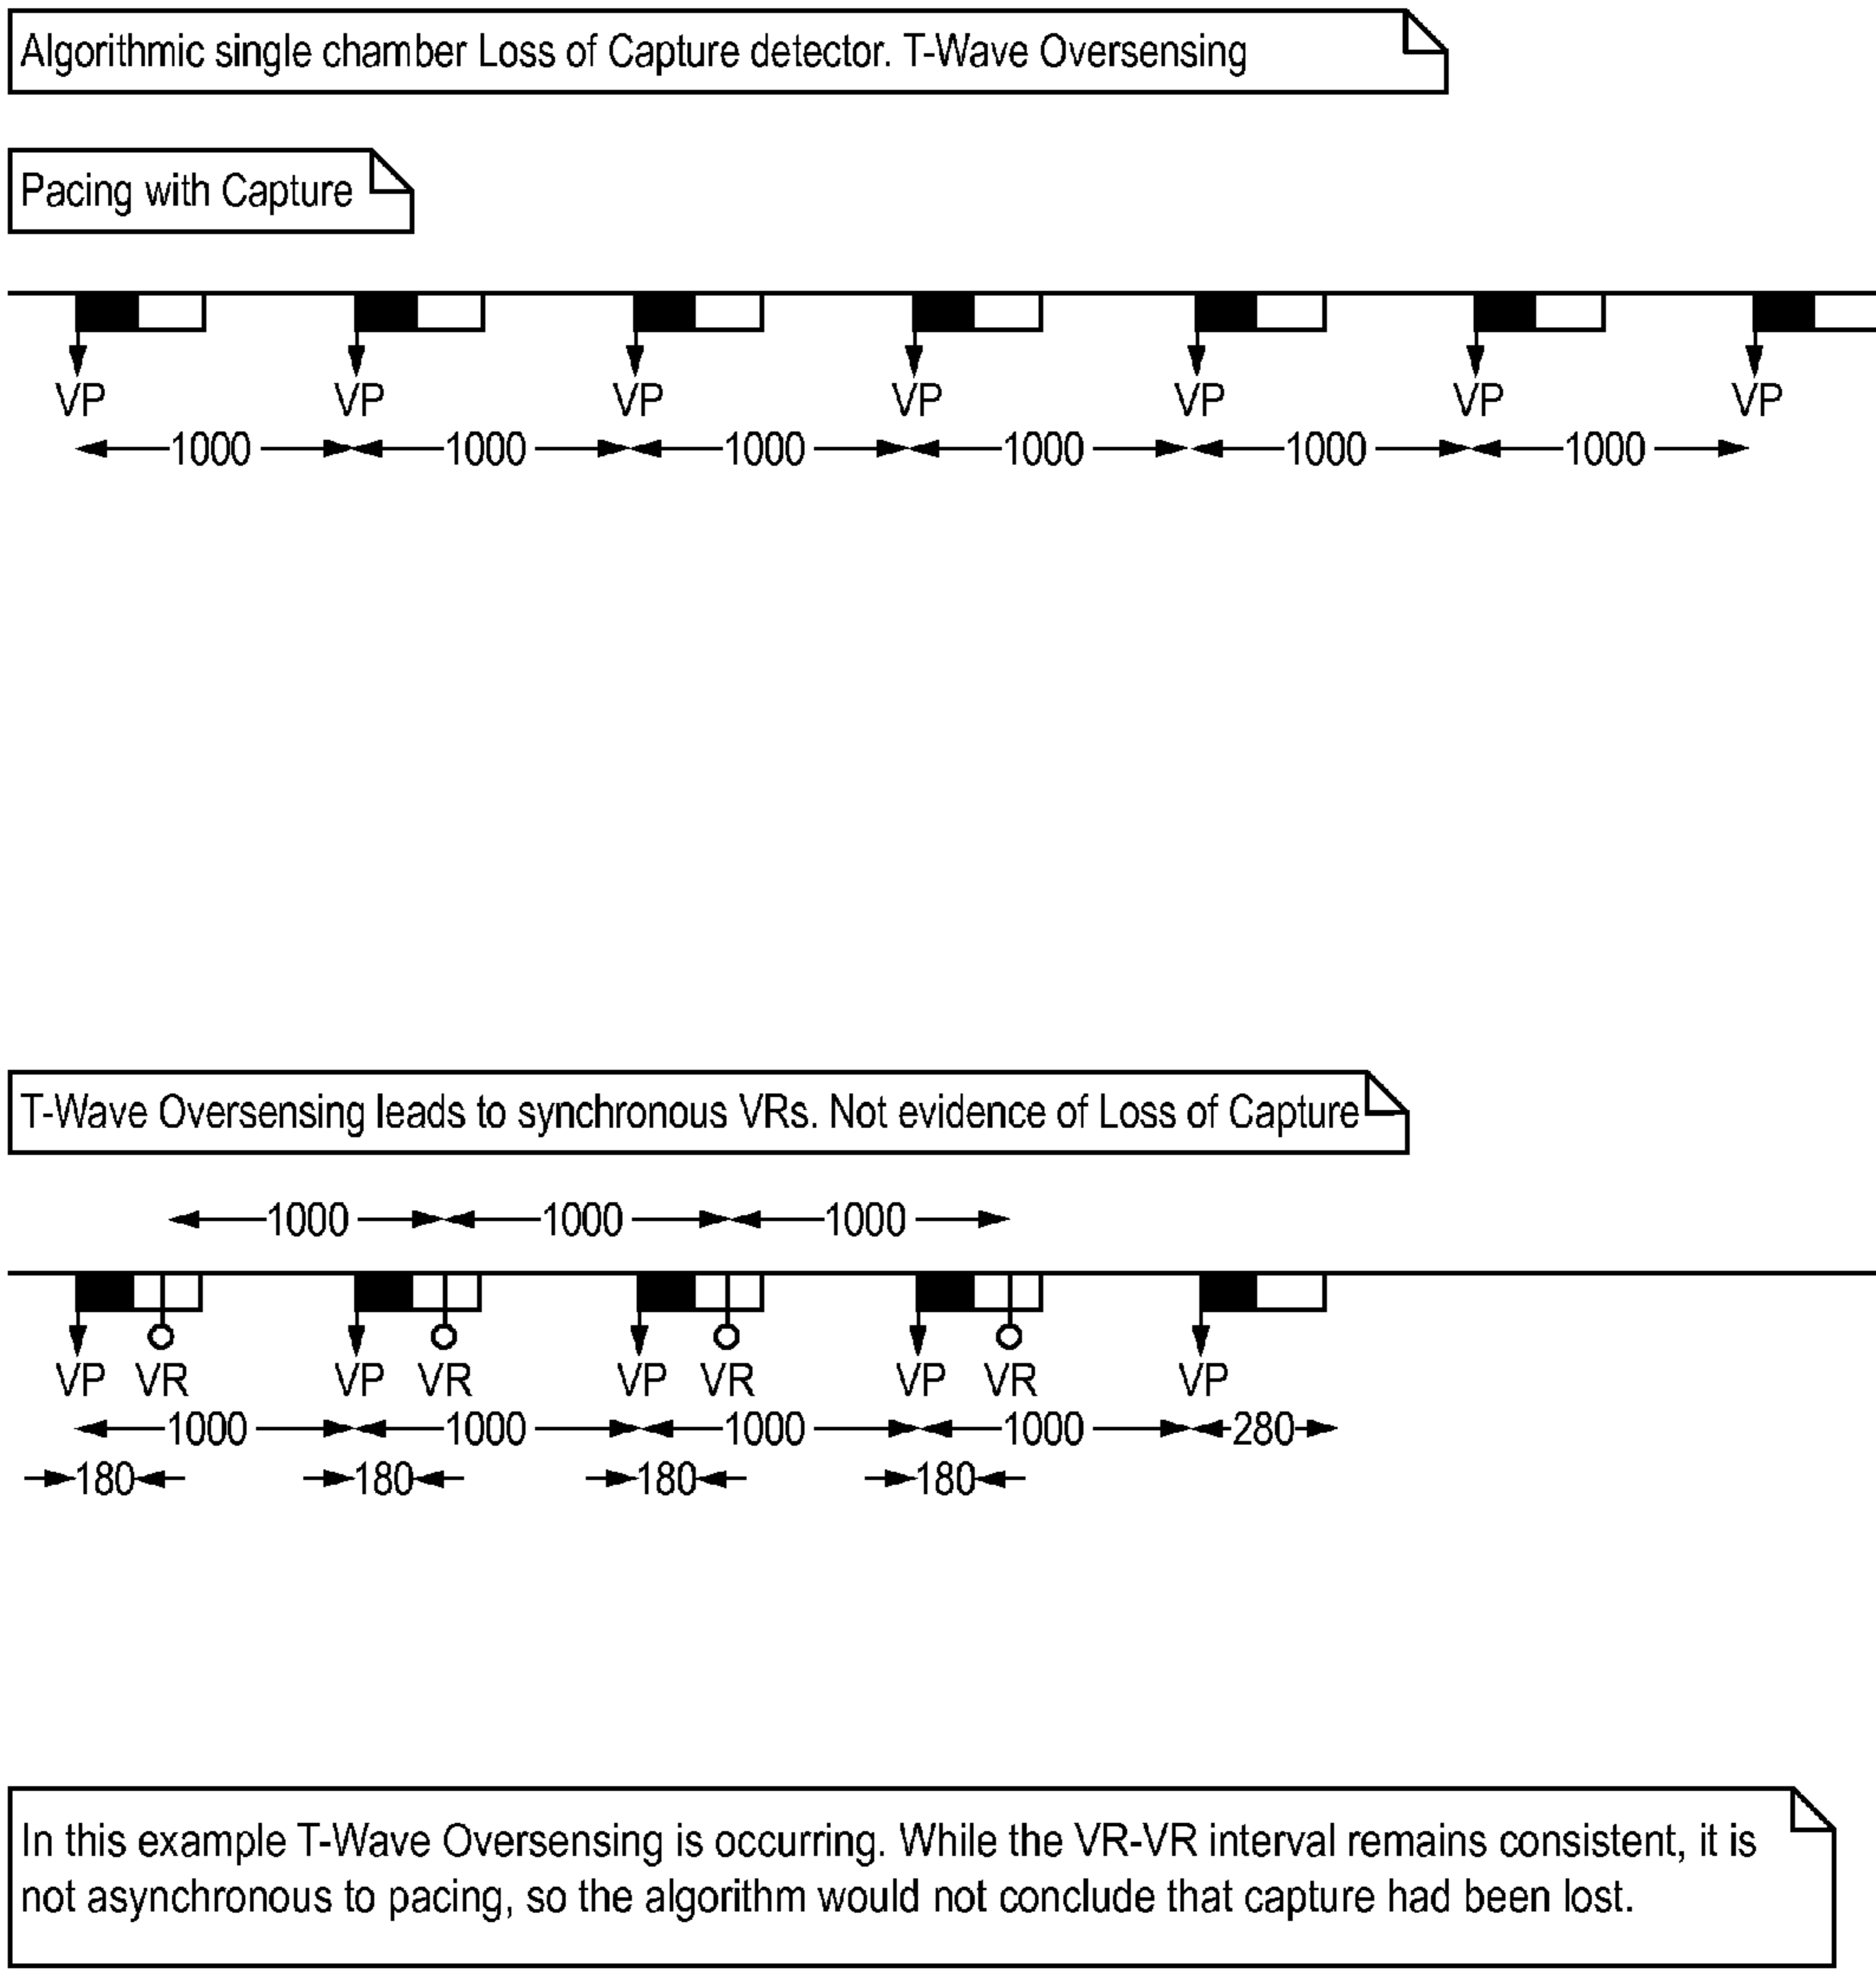 Algorithmic single chamber Loss of Capture detector. T-Wave Oversensing
Pacing with Capture
VP VP VP VP VP VP VP
1000 1000 1000 1000 1000 1000
T-Wave Oversensing leads to synchronous VRs. Not evidence of Loss of Capture
1000 1000 1000
VP VR VP VR VP VR VP VR VP
1000 1000 1000 1000 280
180 180 180 180
In this example T-Wave Oversensing is occurring. While the VR-VR interval remains consistent, it is
not asynchronous to pacing, so the algorithm would not conclude that capture had been lost.